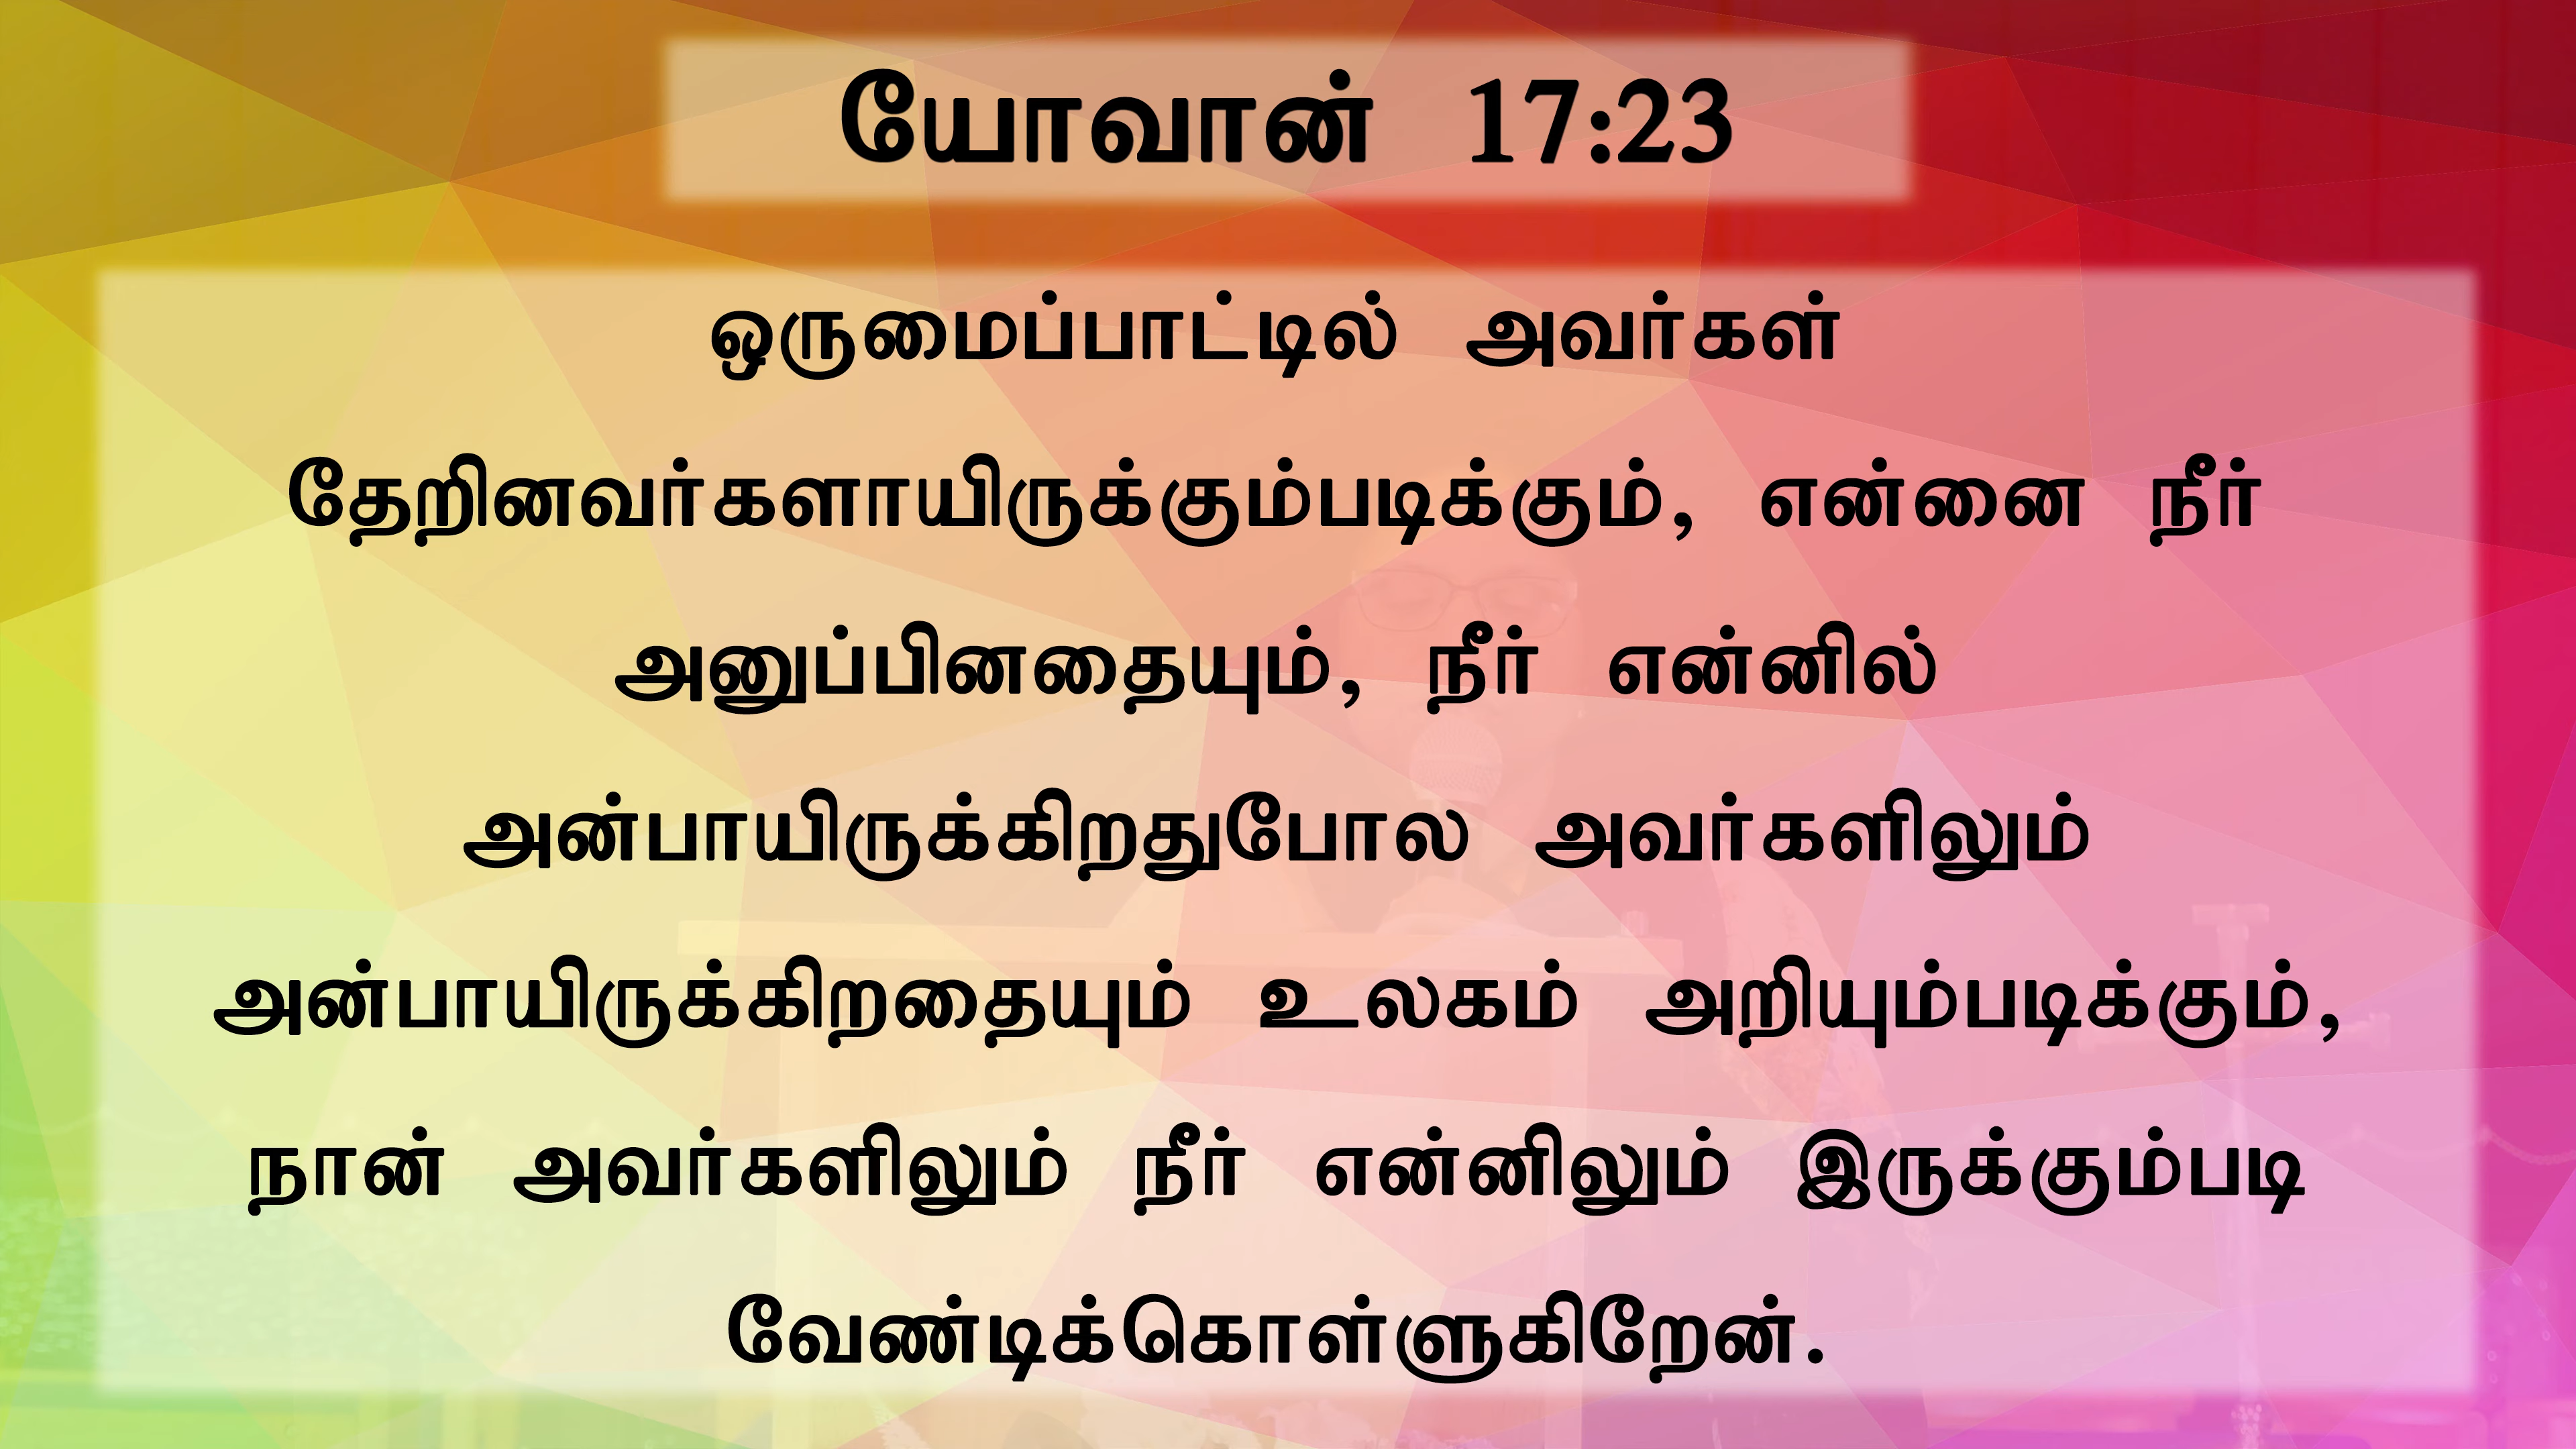 யோவான் 17:23
ஒருமைப்பாட்டில் அவர்கள்
தேறினவர்களாயிருக்கும்படிக்கும், என்னை நீர்
அனுப்பினதையும், நீர் என்னில்
அன்பாயிருக்கிறதுபோல அவர்களிலும்
அன்பாயிருக்கிறதையும் உலகம் அறியும்படிக்கும்,
நான் அவர்களிலும் நீர் என்னிலும் இருக்கும்படி
வேண்டிக்கொள்ளுகிறேன்.